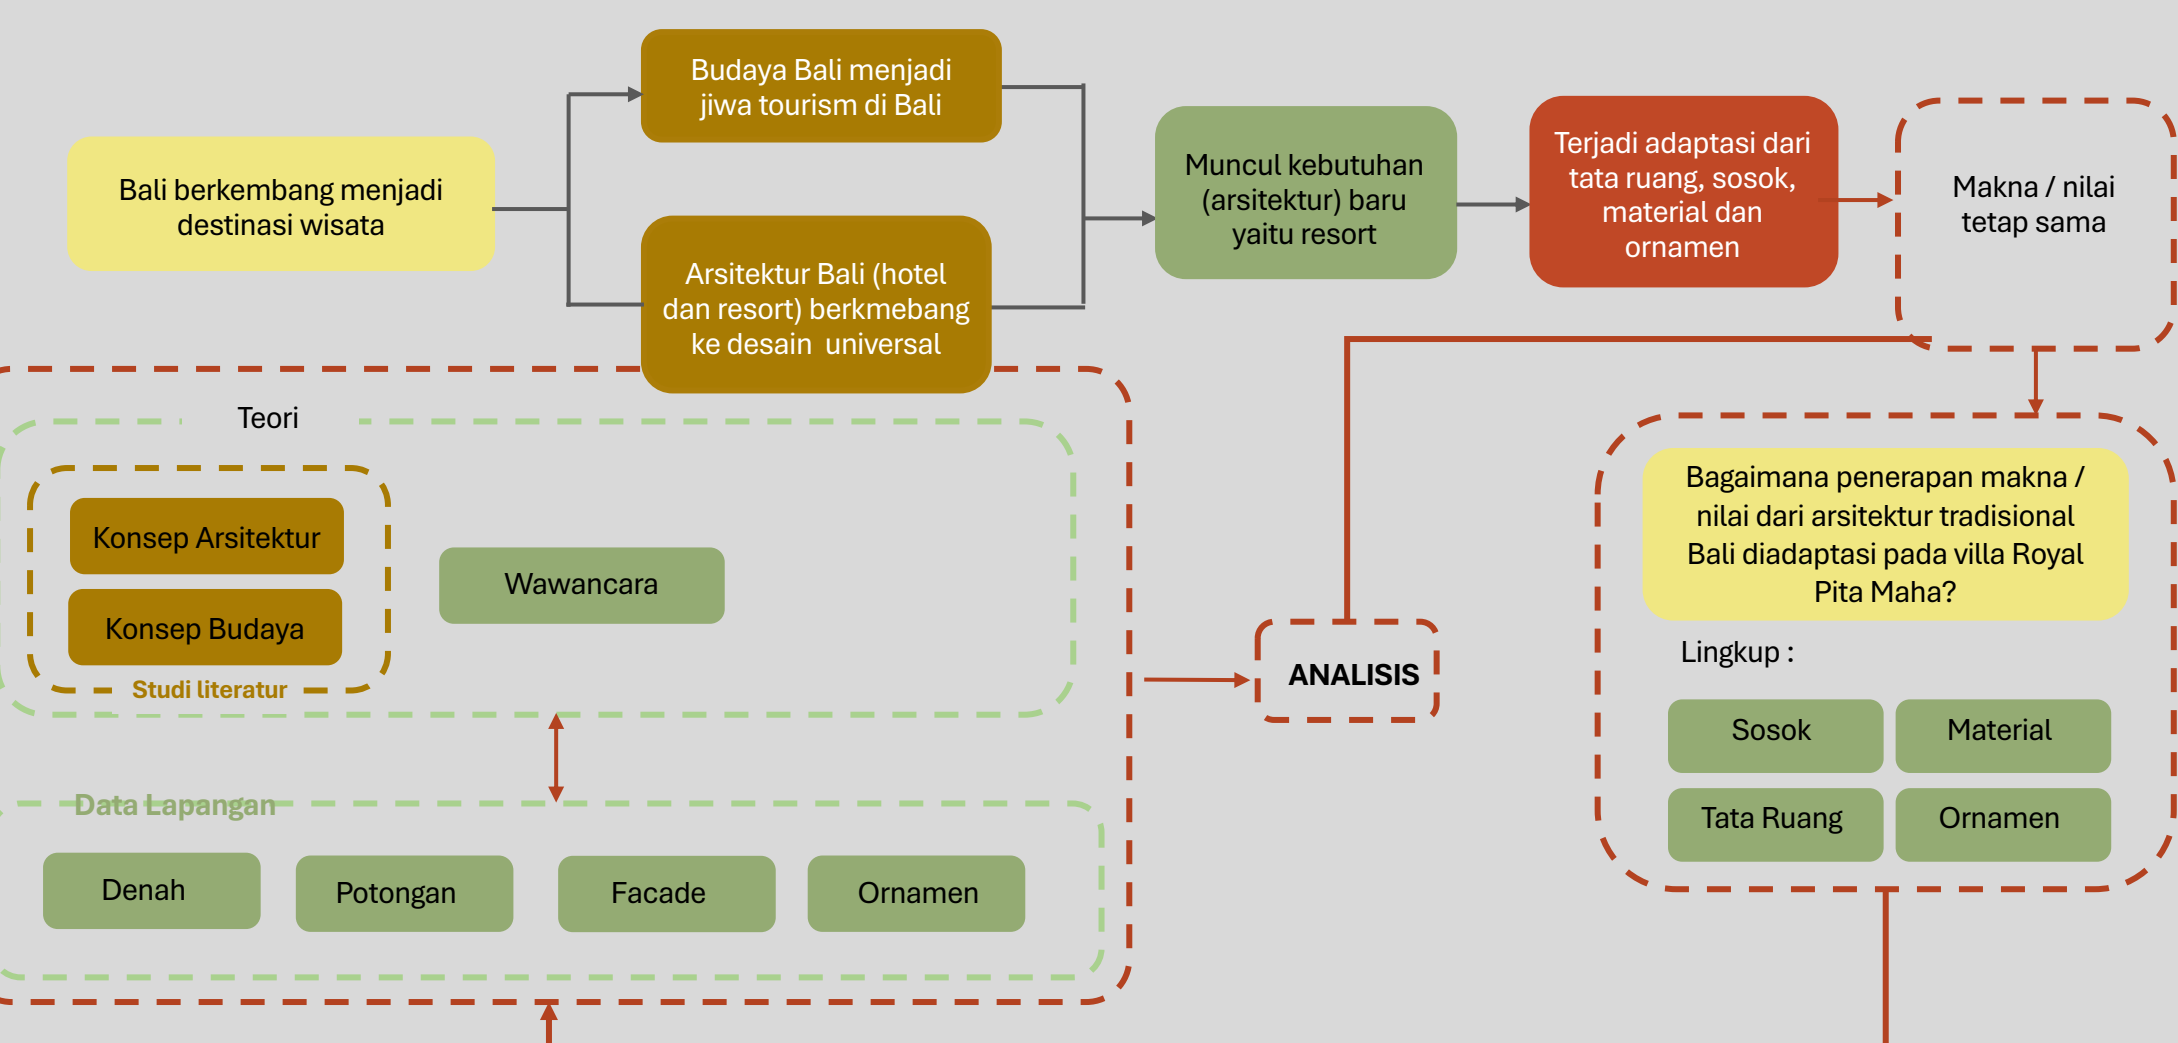 Budaya Bali menjadi
jiwa tourism di Bali
Bali berkembang menjadi
destinasi wisata
Arsitektur Bali (hotel
dan resort) berkmebang
ke desain universal
Muncul kebutuhan
(arsitektur) baru
yaitu resort
Terjadi adaptasi dari
tata ruang, sosok,
material dan
ornamen
Makna / nilai
tetap sama
Teori
Konsep Arsitektur
Konsep Budaya
Studi literatur
Wawancara
Data Lapangan
Denah
Potongan
Facade
Ornamen
ANALISIS
Bagaimana penerapan makna /
nilai dari arsitektur tradisional
Bali diadaptasi pada villa Royal
Pita Maha?
Lingkup :
Sosok
Material
Tata Ruang
Ornamen